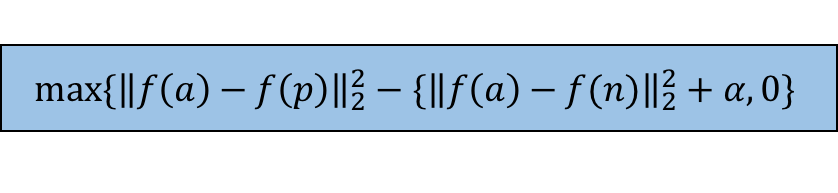 max{‖f(a) − f(p)‖₂² − {‖f(a) − f(n)‖₂² + α, 0}